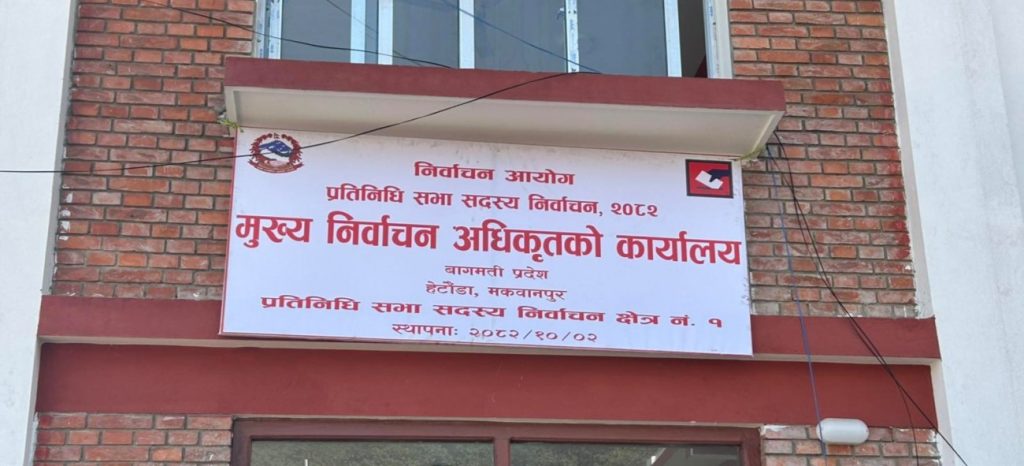 निर्वाचन आयोग
प्रतिनिधि सभा सदस्य निर्वाचन, २०८२
मुख्य निर्वाचन अधिकृतको कार्यालय
बागमती प्रदेश
हेटौंडा, मकवानपुर
प्रतिनिधि सभा सदस्य निर्वाचन क्षेत्र नं. १
स्थापनाः २०८२/१०/०२